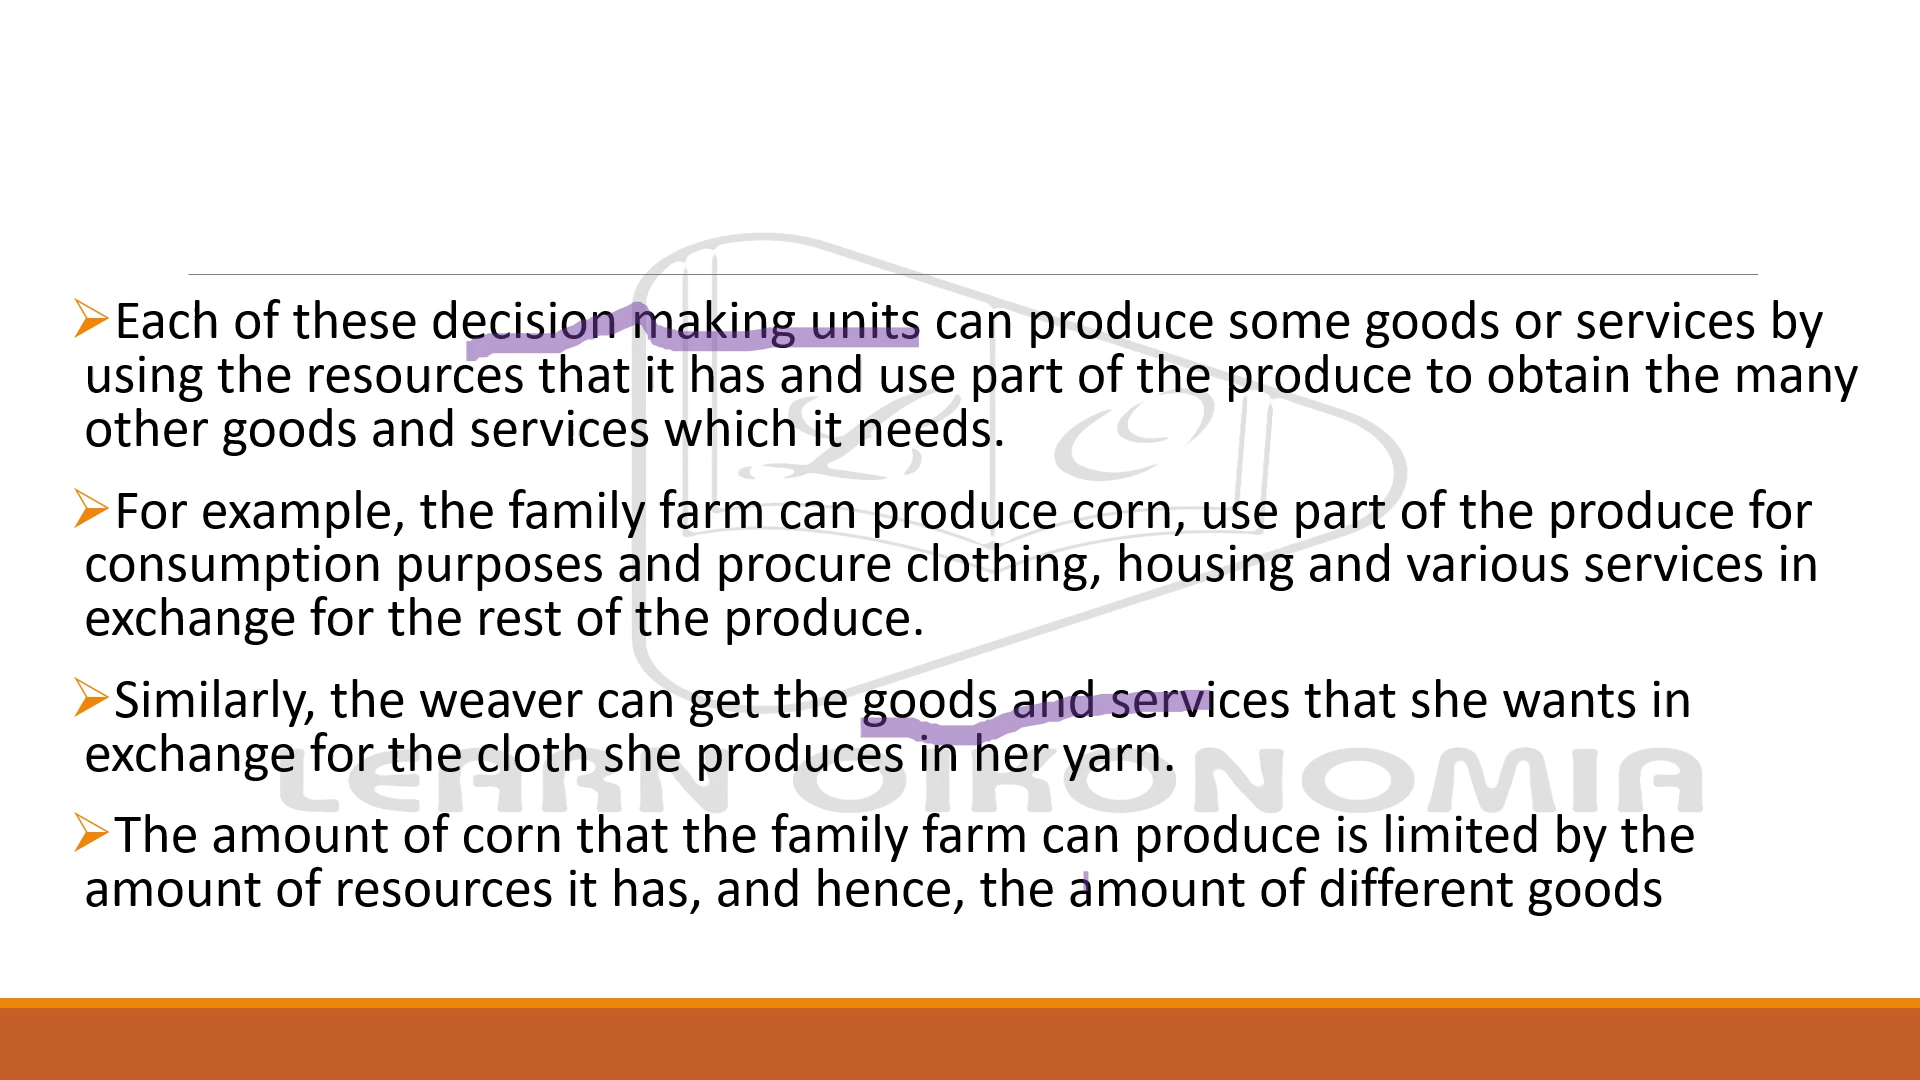 ➢Each of these decision making units can produce some goods or services by
using the resources that it has and use part of the produce to obtain the many
other goods and services which it needs.
➢For example, the family farm can produce corn, use part of the produce for
consumption purposes and procure clothing, housing and various services in
exchange for the rest of the produce.
➢Similarly, the weaver can get the goods and services that she wants in
exchange for the cloth she produces in her yarn.
➢The amount of corn that the family farm can produce is limited by the
amount of resources it has, and hence, the amount of different goods
LO
LEARN OIKONOMIA